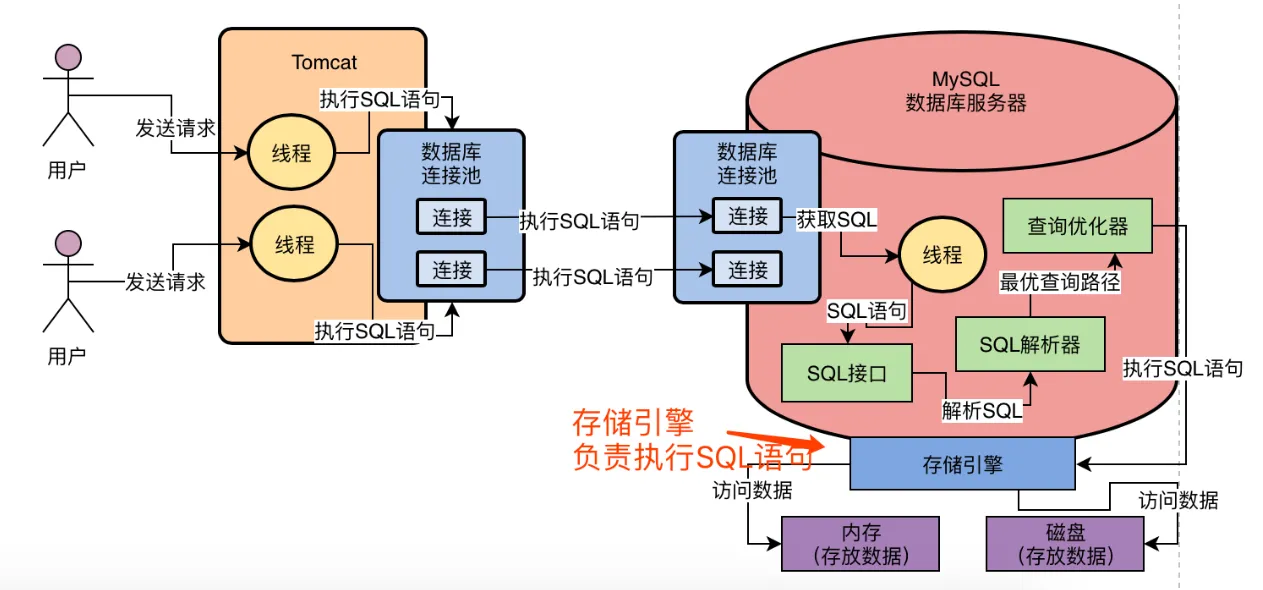 Tomcat
MySQL
数据库服务器
用户
发送请求
线程
执行SQL语句
数据库
连接池
连接
连接
用户
发送请求
线程
执行SQL语句
执行SQL语句
执行SQL语句
数据库
连接池
连接
连接
获取SQL
线程
SQL语句
SQL接口
解析SQL
SQL解析器
最优查询路径
查询优化器
执行SQL语句
存储引擎
负责执行SQL语句
存储引擎
访问数据
访问数据
内存
（存放数据）
磁盘
（存放数据）